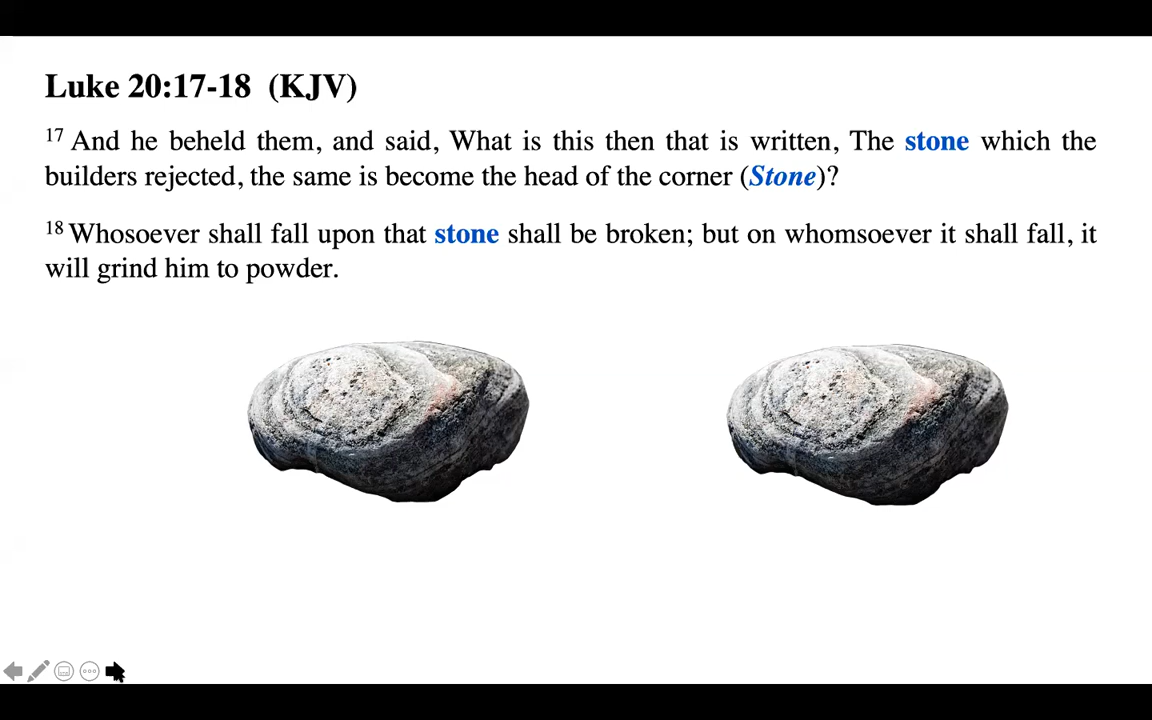 Luke 20:17-18 (KJV)
17 And he beheld them, and said, What is this then that is written, The stone which the
builders rejected, the same is become the head of the corner (Stone)?
18 Whosoever shall fall upon that stone shall be broken; but on whomsoever it shall fall, it
will grind him to powder.